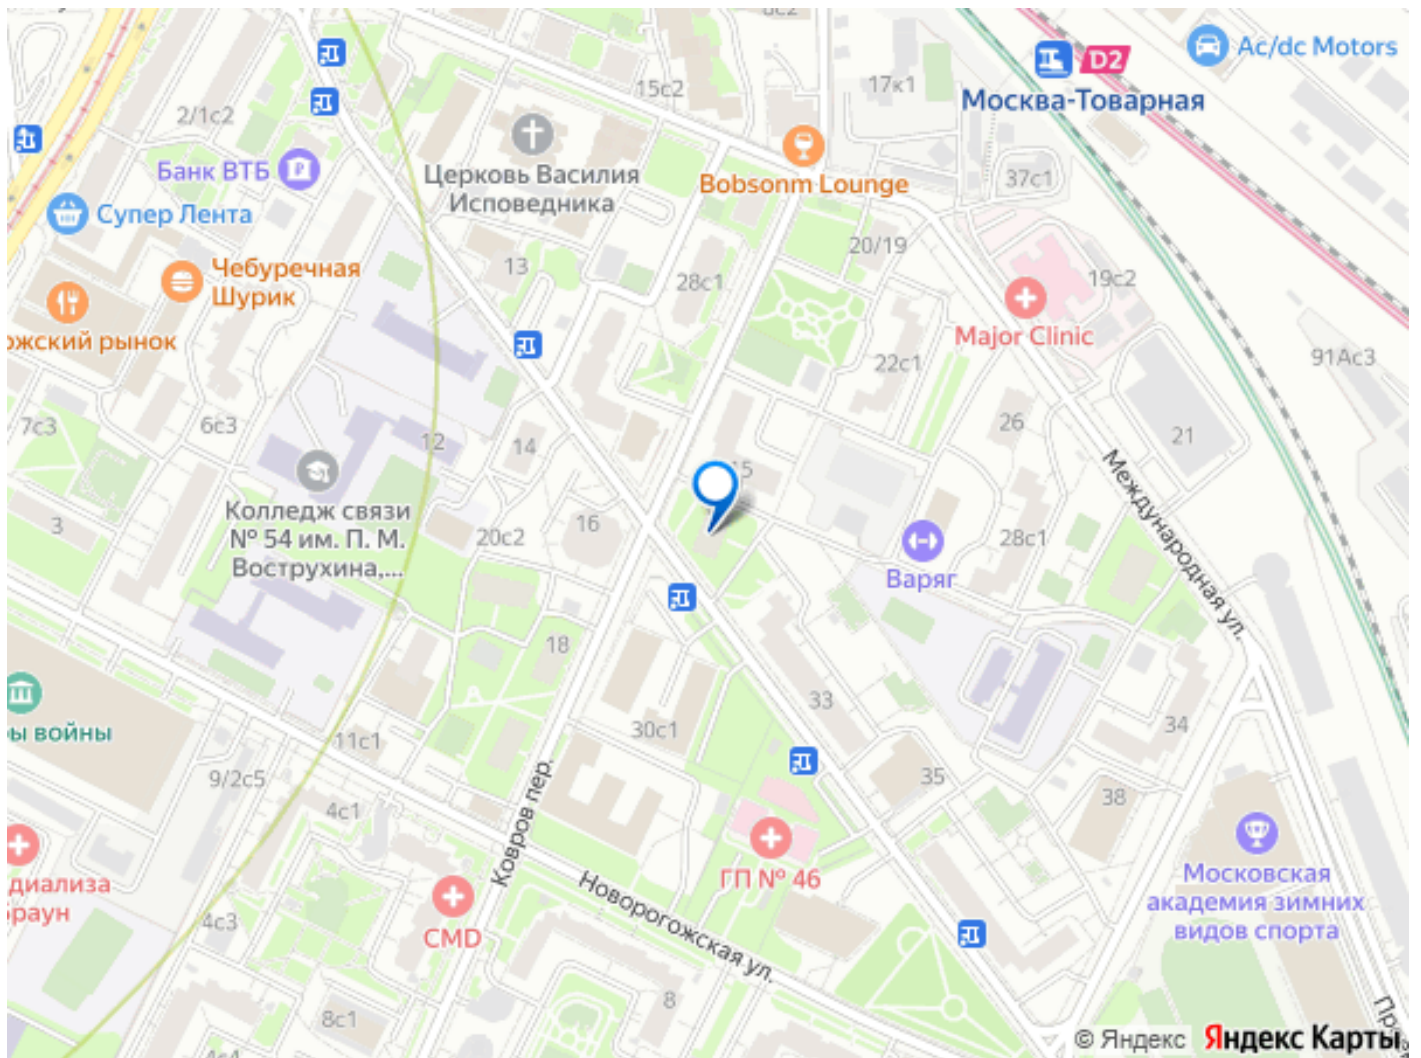 Ac/dc Motors
D2
Москва-Товарная
15с2
17к1
2/1с2
Банк ВТБ
Церковь Василия
Исповедника
Bobsonm Lounge
37с1
Супер Лента
20/19
Чебуречная
Шурик
13
28с1
19с2
Major Clinic
ожский рынок
22с1
91Ас3
7с3
6с3
12
14
26
21
15
Колледж связи
№ 54 им. П. М.
Вострухина,...
3
20с2
16
Варяг
28с1
Международная ул.
18
33
34
ы войны
11с1
30с1
9/2с5
35
38
4с1
Ковров пер.
ГП № 46
Московская
академия зимних
видов спорта
диализа
Браун
4с3
CMD
Новорогожская ул.
8
8с1
© Яндекс Яндекс Карты